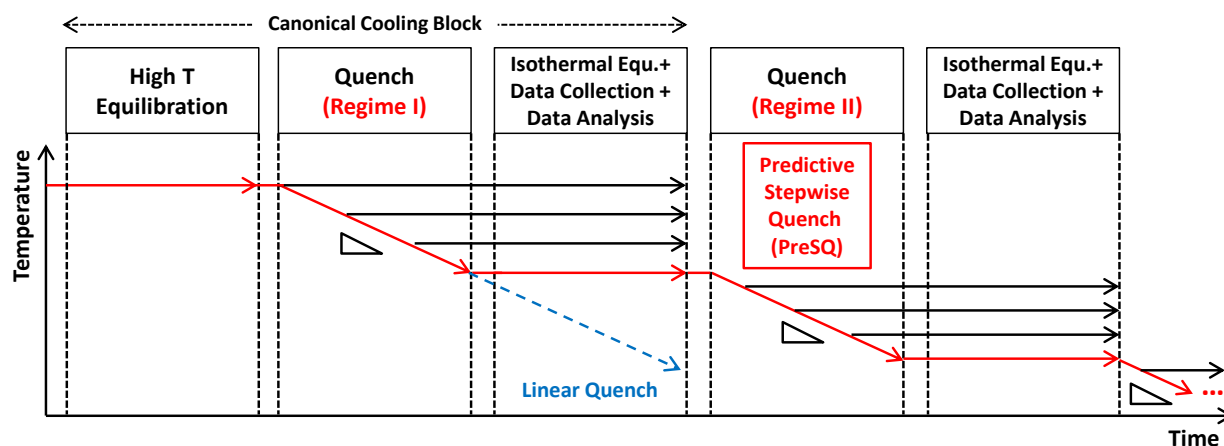 Canonical Cooling Block
High T
Equilibration
Quench
(Regime I)
Isothermal Equ.+
Data Collection +
Data Analysis
Quench
(Regime II)
Isothermal Equ.+
Data Collection +
Data Analysis
Predictive
Stepwise
Quench
(PreSQ)
Temperature
Linear Quench
...
Time